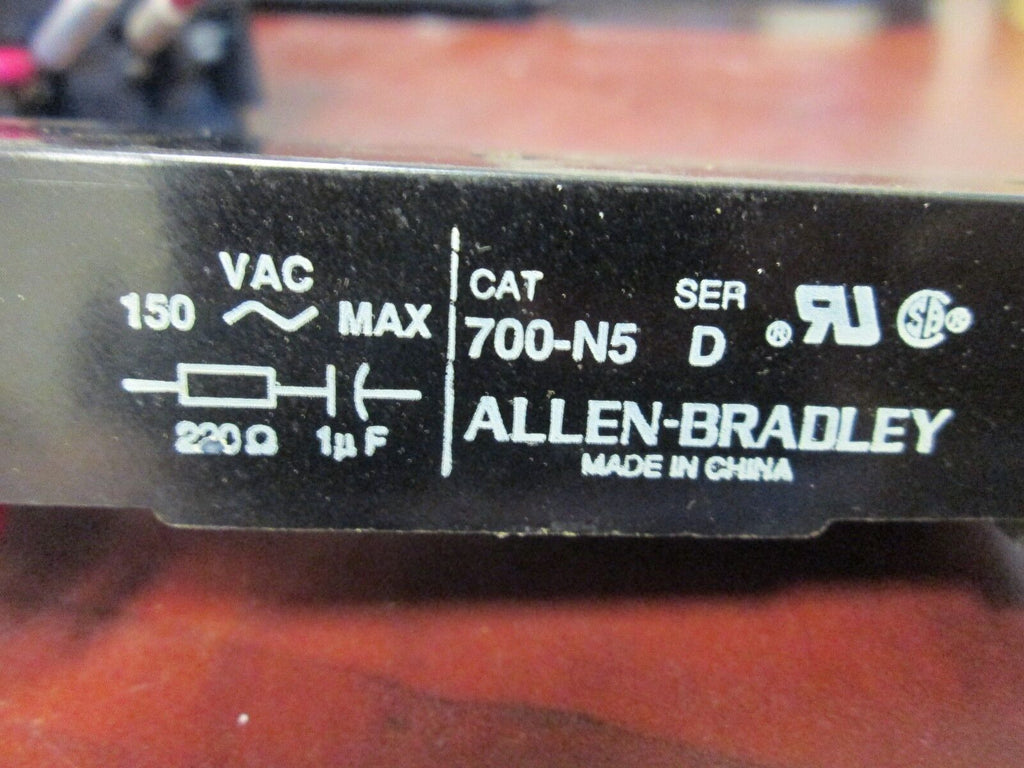 VAC
150 MAX
220Ω 1µF
CAT SER
700-N5 D
ALLEN-BRADLEY
MADE IN CHINA